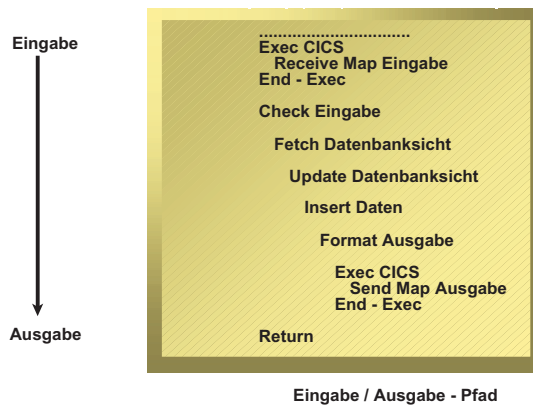 Eingabe
..............................
Exec CICS
Receive Map Eingabe
End - Exec
Check Eingabe
Fetch Datenbanksicht
Update Datenbanksicht
Insert Daten
Format Ausgabe
Exec CICS
Send Map Ausgabe
End - Exec
Ausgabe
Return
Eingabe / Ausgabe - Pfad